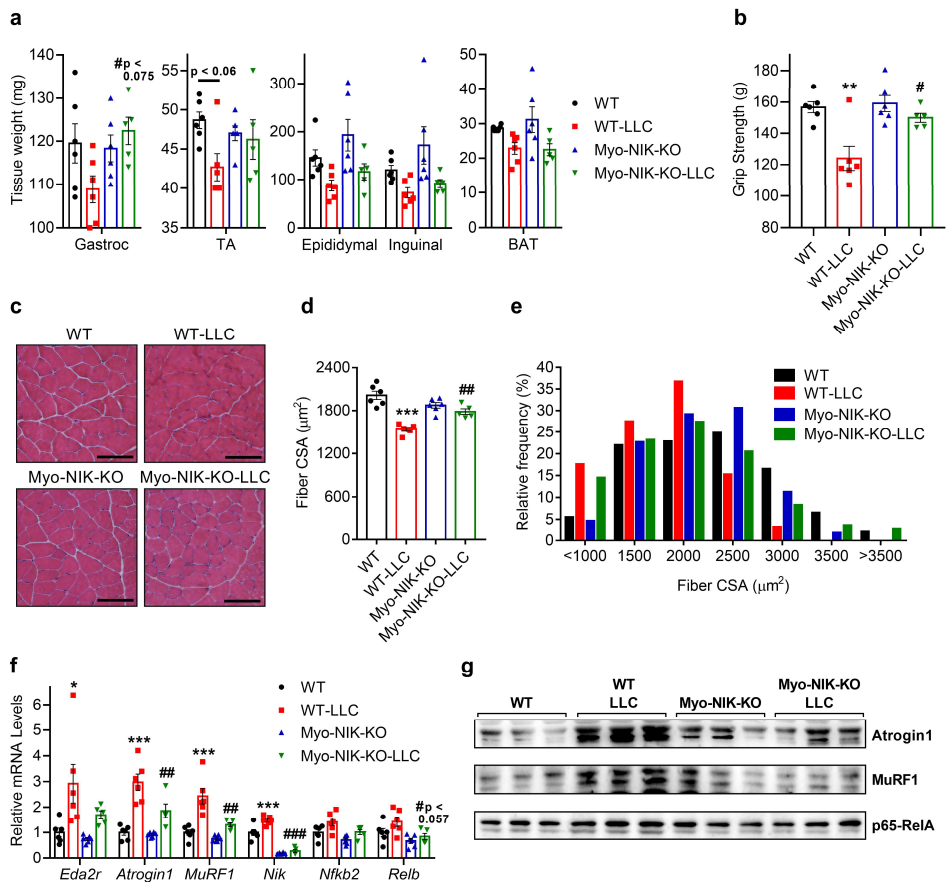 a
Tissue weight (mg)
140
130
120
110
100
#p <
0.075
Gastroc
55
50
45
40
35
p < 0.06
TA
300
200
100
0
Epididymal
Inguinal
60
50
40
30
20
10
0
BAT
WT
WT-LLC
Myo-NIK-KO
Myo-NIK-KO-LLC
b
Grip Strength (g)
180
160
140
120
100
80
**
#
WT
WT-LLC
Myo-NIK-KO
Myo-NIK-KO-LLC
c
WT
WT-LLC
Myo-NIK-KO
Myo-NIK-KO-LLC
d
Fiber CSA (μm²)
2400
1800
1200
600
0
***
##
WT
WT-LLC
Myo-NIK-KO
Myo-NIK-KO-LLC
e
Relative frequency (%)
40
35
30
25
20
15
10
5
0
WT
WT-LLC
Myo-NIK-KO
Myo-NIK-KO-LLC
<1000
1500
2000
2500
3000
3500
>3500
Fiber CSA (μm²)
f
Relative mRNA Levels
6
5
4
3
2
1
0
*
***
##
***
##
***
###
#p <
0.057
WT
WT-LLC
Myo-NIK-KO
Myo-NIK-KO-LLC
Eda2r
Atrogin1
MuRF1
Nik
Nfkb2
Relb
g
WT
WT
LLC
Myo-NIK-KO
Myo-NIK-KO
LLC
Atrogin1
MuRF1
p65-RelA